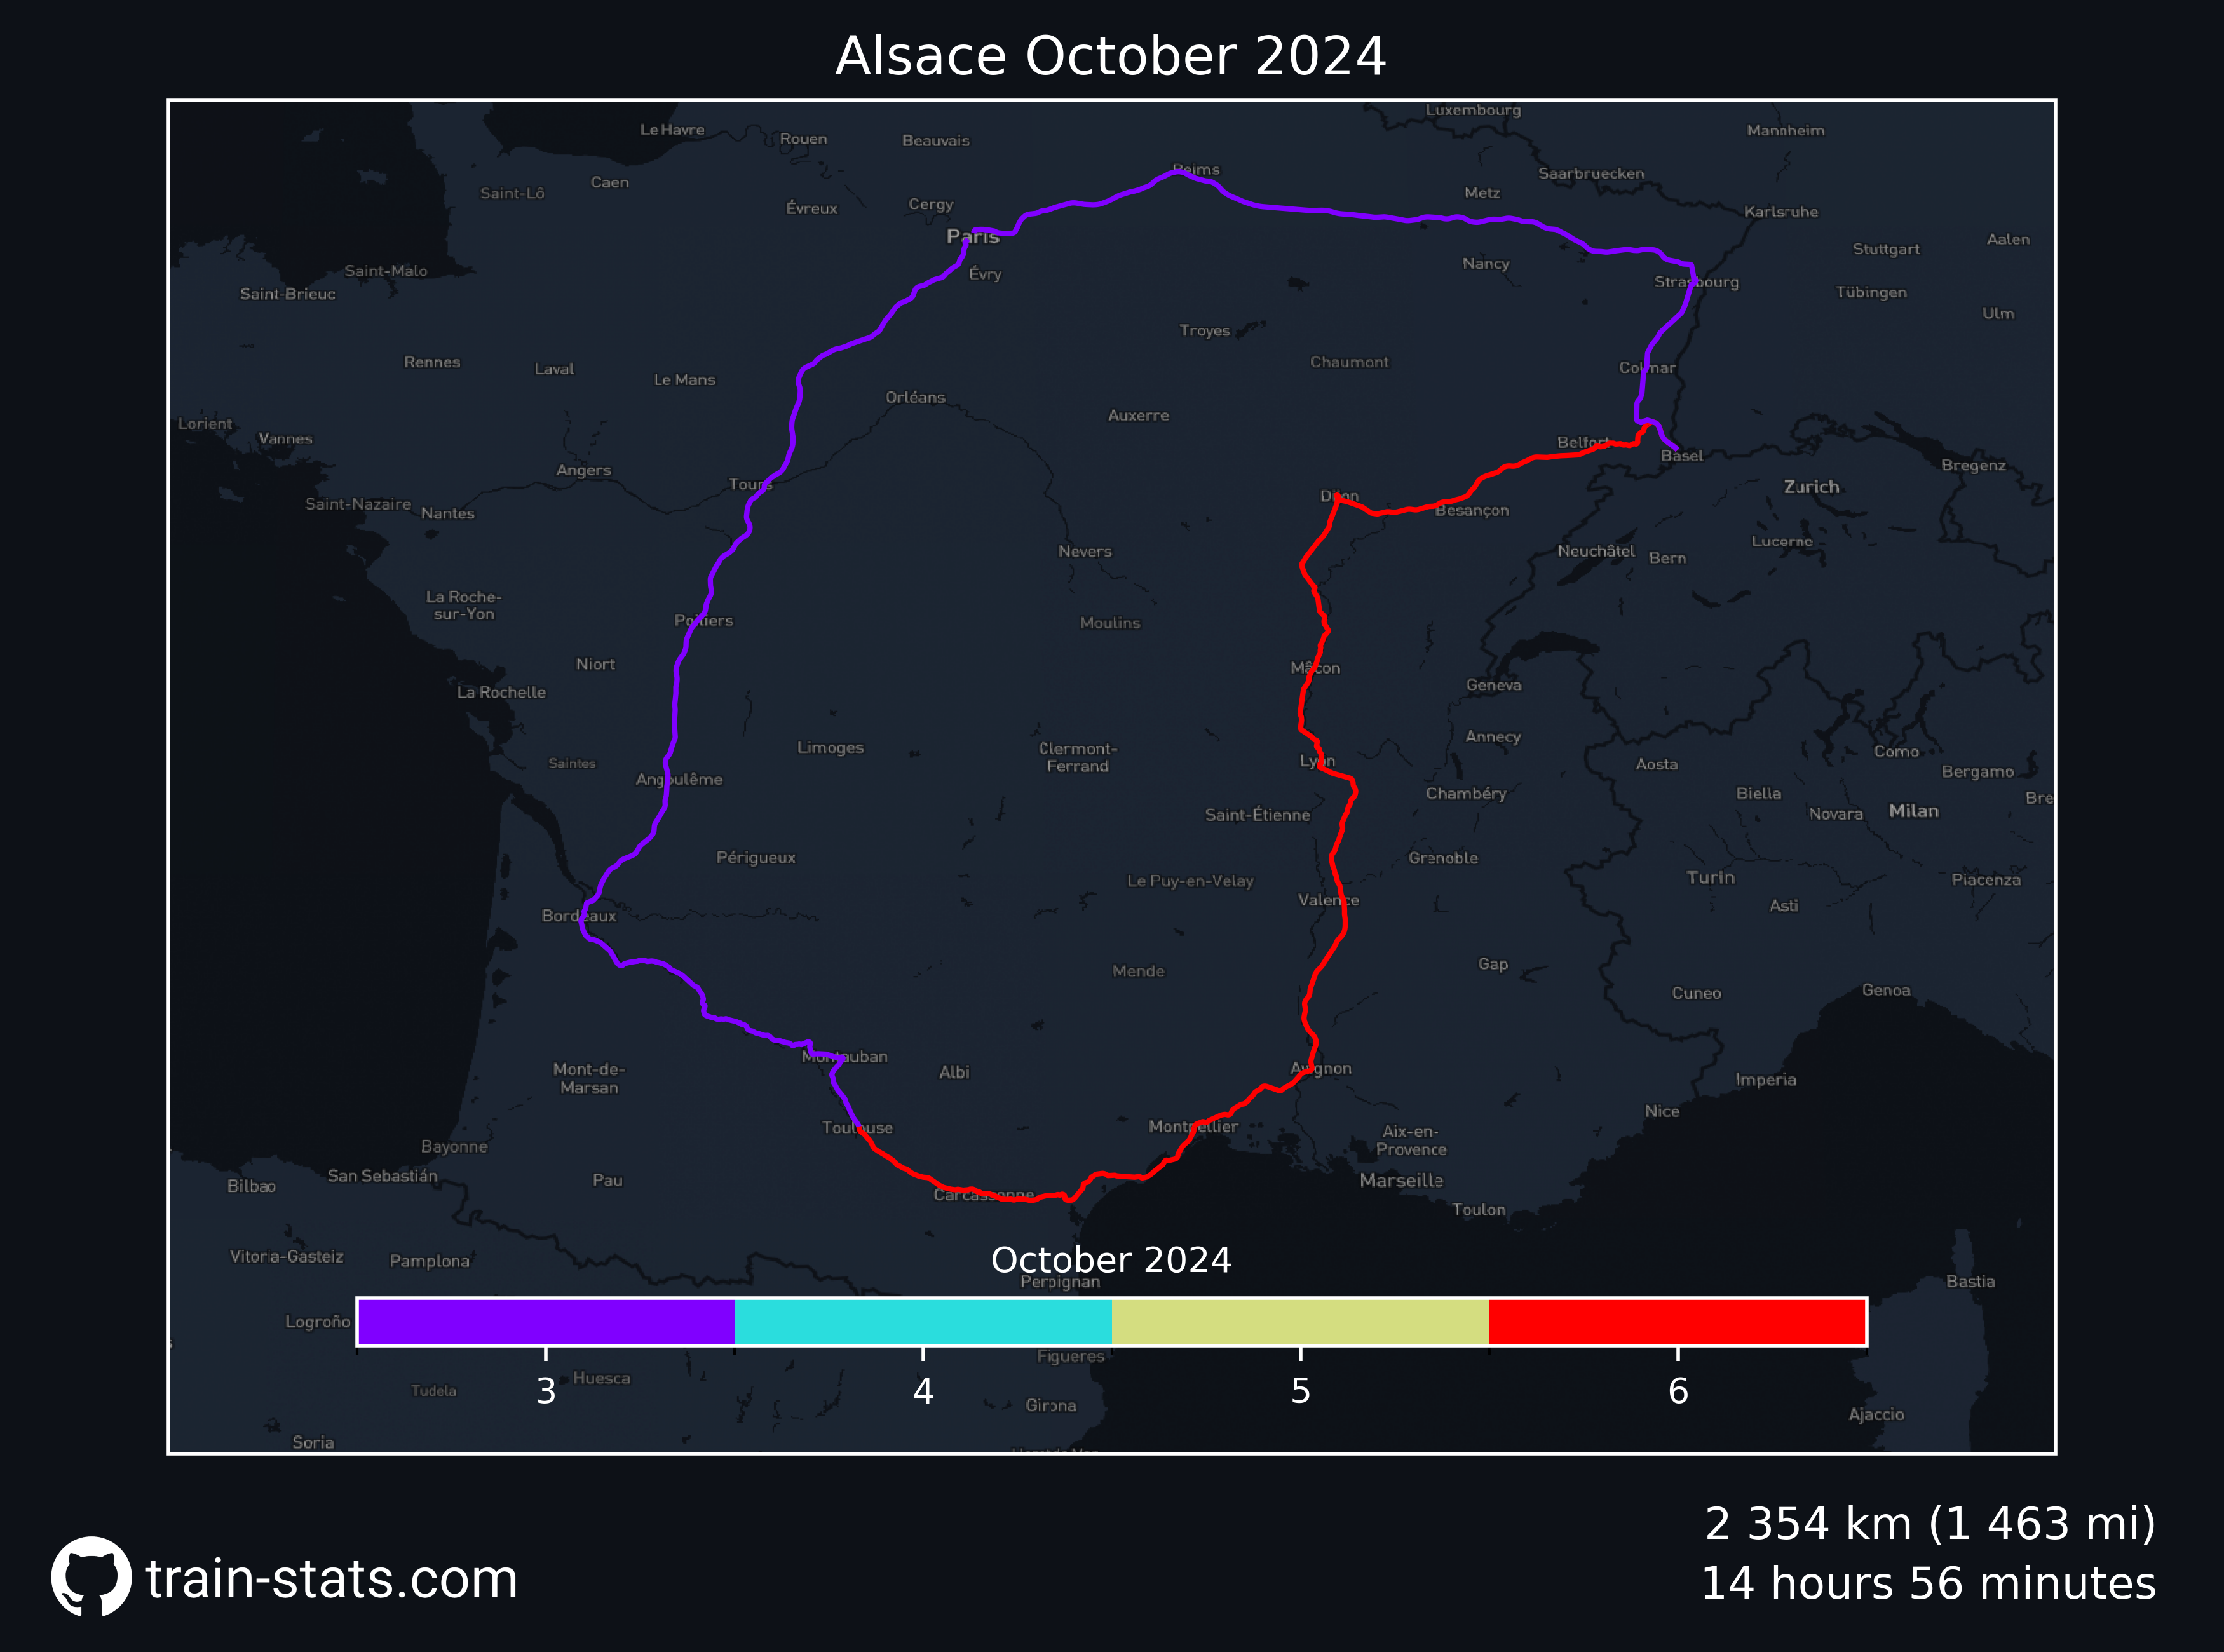 Alsace October 2024
Luxembourg
Le Havre
Rouen
Beauvais
Mannheim
Reims
Saarbruecken
Caen
Saint-Lô
Metz
Évreux
Cergy
Karlsruhe
Paris
Stuttgart
Aalen
Nancy
Saint-Malo
Évry
Strasbourg
Saint-Brieuc
Tübingen
Ulm
Troyes
Rennes
Laval
Chaumont
Colmar
Le Mans
Orléans
Auxerre
Lorient
Vannes
Belfort
Basel
Angers
Bregenz
Tours
Zurich
Dijon
Saint-Nazaire
Nantes
Besançon
Lucerne
Nevers
Neuchâtel
Bern
La Roche-
sur-Yon
Poitiers
Moulins
Niort
Mâcon
Geneva
La Rochelle
Annecy
Limoges
Clermont-
Ferrand
Como
Saintes
Lyon
Aosta
Bergamo
Angoulême
Chambéry
Biella
Bre
Saint-Étienne
Novara
Milan
Périgueux
Grenoble
Le Puy-en-Velay
Turin
Piacenza
Valence
Asti
Bordeaux
Mende
Gap
Cuneo
Genoa
Montauban
Mont-de-
Marsan
Albi
Avignon
Imperia
Nice
Toulouse
Montpellier
Aix-en-
Provence
Bayonne
San Sebastián
Pau
Marseille
Bilbao
Carcassonne
Toulon
Vitoria-Gasteiz
Pamplona
October 2024
Perpignan
Bastia
Logroño
Figueres
Huesca
Tudela
3
4
5
6
Girona
Ajaccio
Soria
2 354 km (1 463 mi)
train-stats.com
14 hours 56 minutes